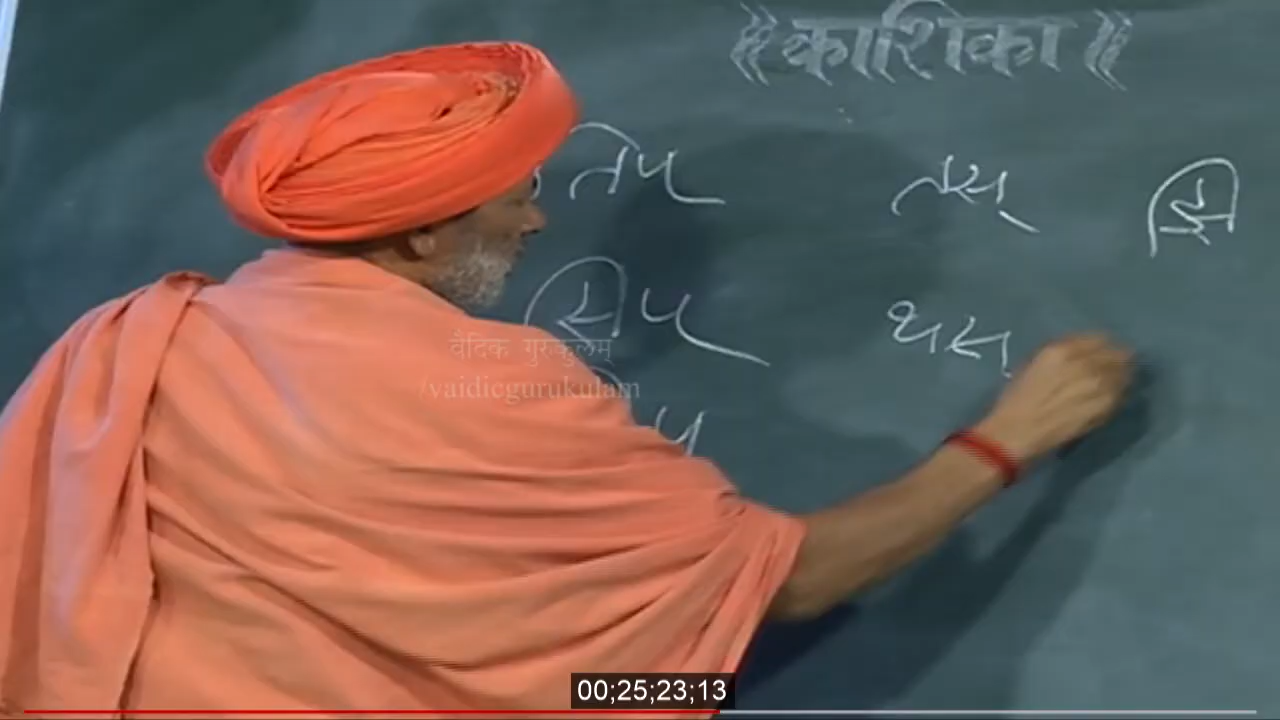 ॥ काशिका ॥
तिप् तस् झि
सिप् थस्
प्
वैदिक गुरुकुलम्
/vaidicgurukulam
00;25;23;13